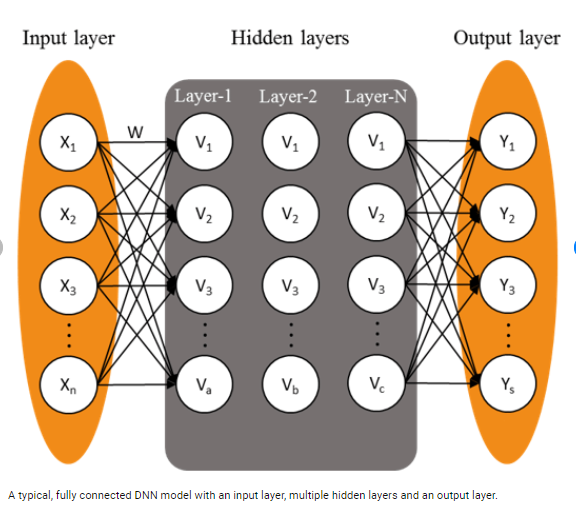 Input layer Hidden layers Output layer
Layer-1 Layer-2 Layer-N
W
X₁ V₁ V₁ V₁ Y₁
X₂ V₂ V₂ V₂ Y₂
X₃ V₃ V₃ V₃ Y₃
Xₙ Vₐ V_b V_c Yₛ
A typical, fully connected DNN model with an input layer, multiple hidden layers and an output layer.